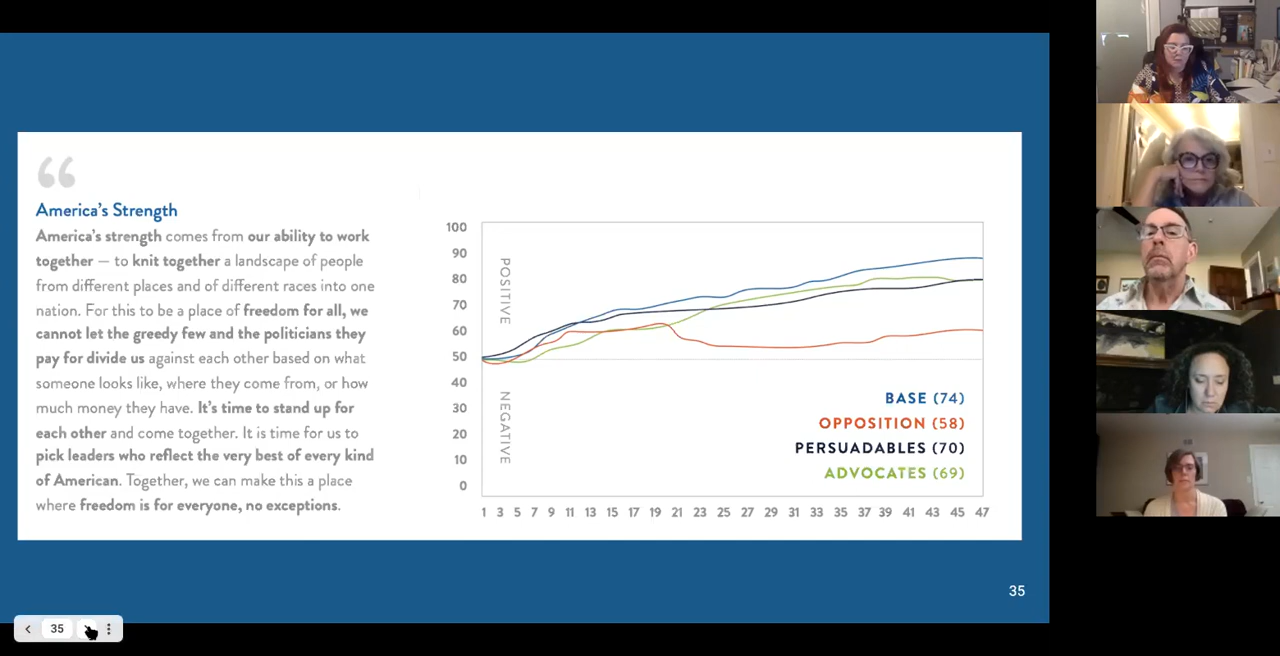 America's Strength
America's strength comes from our ability to work
together — to knit together a landscape of people
from different places and of different races into one
nation. For this to be a place of freedom for all, we
cannot let the greedy few and the politicians they
pay for divide us against each other based on what
someone looks like, where they come from, or how
much money they have. It's time to stand up for
each other and come together. It is time for us to
pick leaders who reflect the very best of every kind
of American. Together, we can make this a place
where freedom is for everyone, no exceptions.
100
90
80
70
60
50
40
30
20
10
0
POSITIVE
NEGATIVE
BASE (74)
OPPOSITION (58)
PERSUADABLES (70)
ADVOCATES (69)
1 3 5 7 9 11 13 15 17 19 21 23 25 27 29 31 33 35 37 39 41 43 45 47
35
35